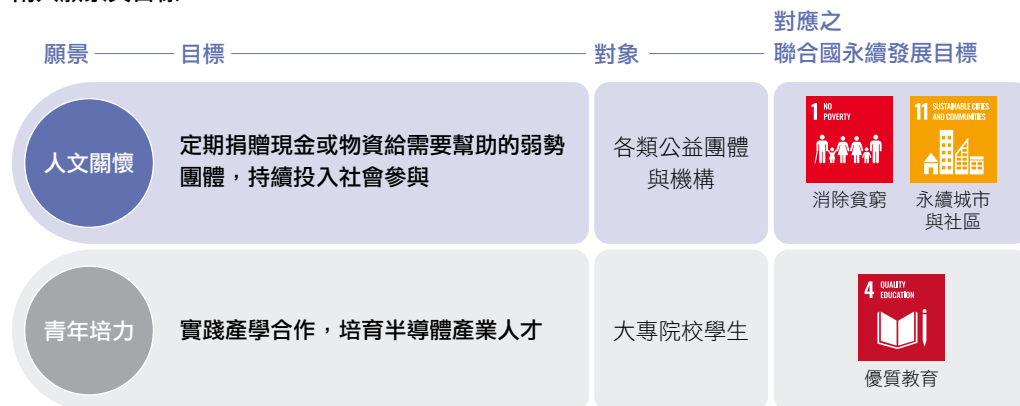 對應之
願景
目標
對象
聯合國永續發展目標
人文關懷
定期捐贈現金或物資給需要幫助的弱勢
團體，持續投入社會參與
各類公益團體
與機構
1 NO
POVERTY
消除貧窮
11 SUSTAINABLE CITIES
AND COMMUNITIES
永續城市
與社區
青年培力
實踐產學合作，培育半導體產業人才
大專院校學生
4 QUALITY
EDUCATION
優質教育